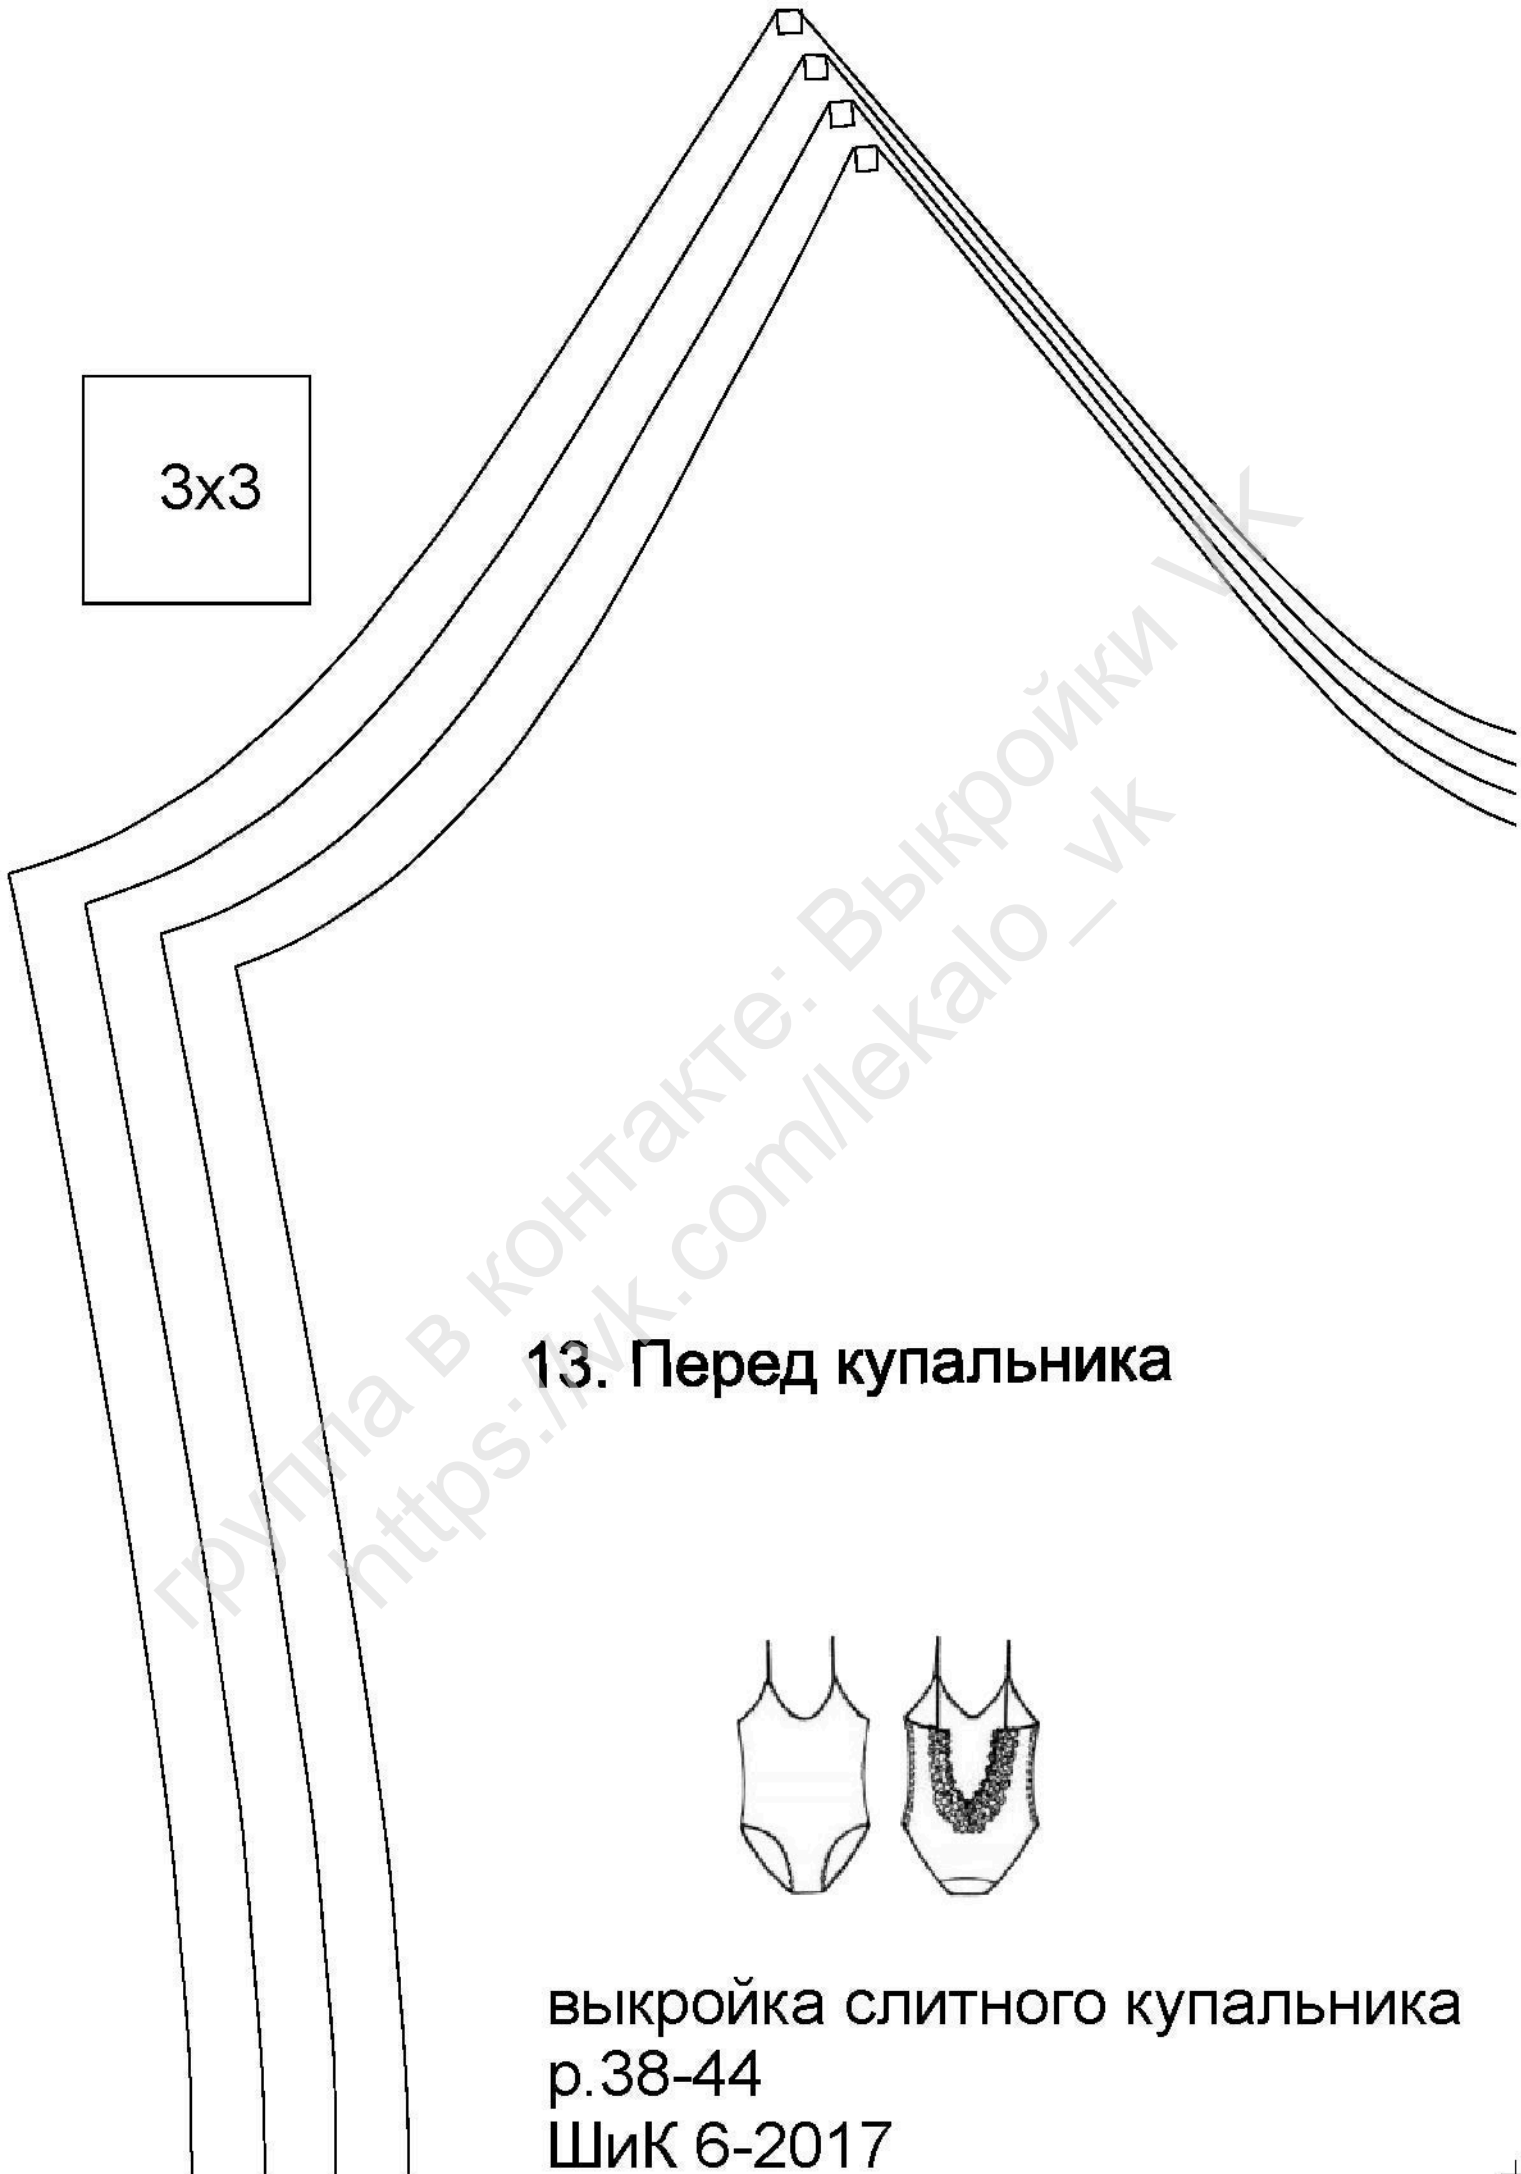 3х3
группа в контакте: Выкройки VK
https://vk.com/lekalo_vk
13. Перед купальника
выкройка слитного купальника
р.38-44
ШиК 6-2017